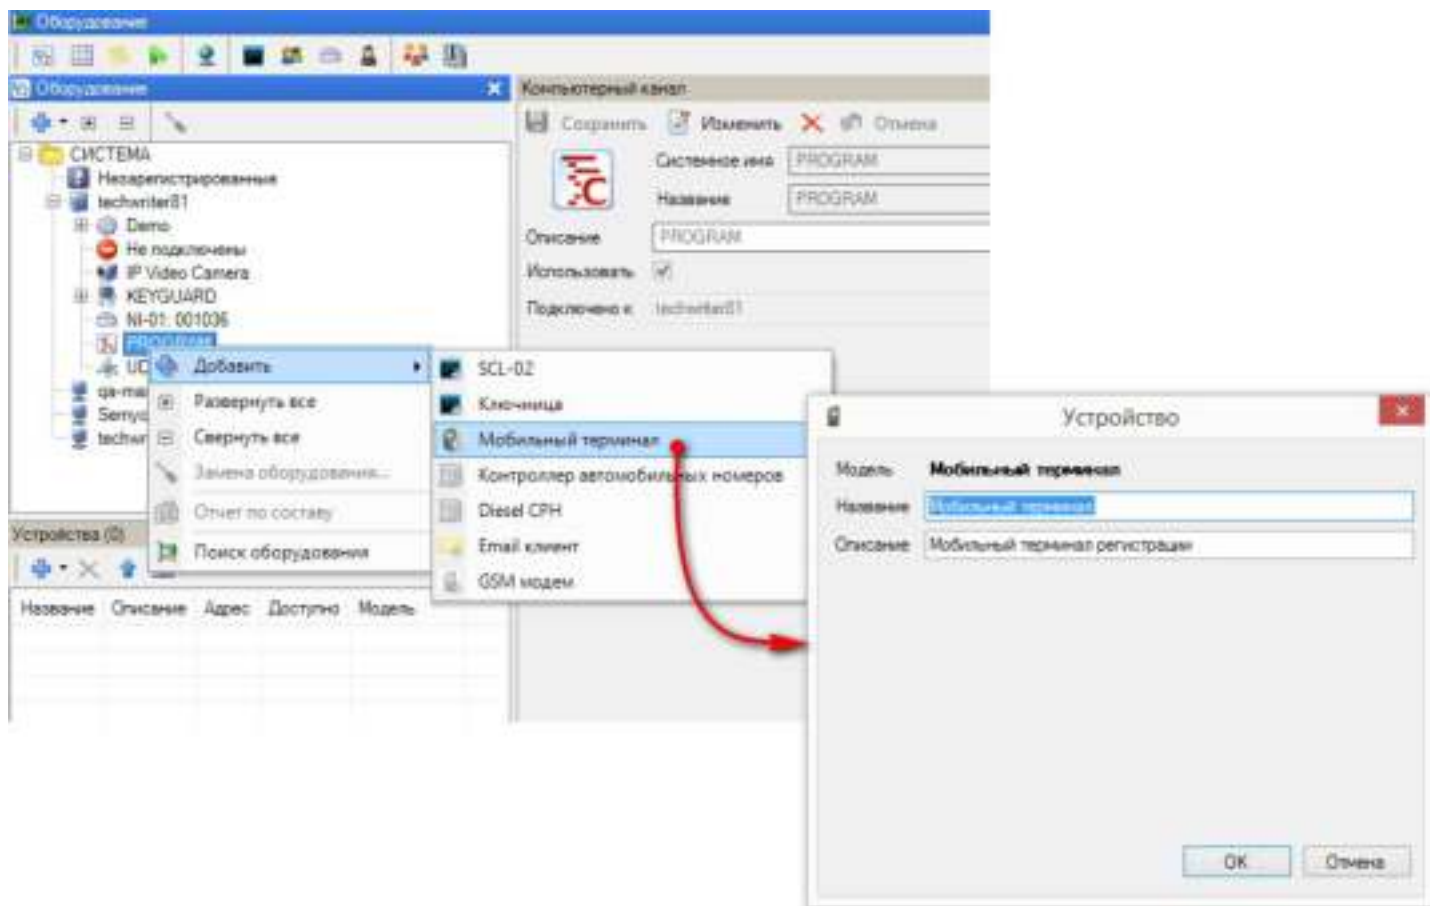 Оборудование
Оборудование
СИСТЕМА
Незарегистрированные
techwriter81
Demo
Не подключены
IP Video Camera
KEYGUARD
NI-01: 001036
PROGRAM
UD
qa-ma
techwr
Компьютерный канал
Сохранить Изменить Отмена
Системное имя PROGRAM
Название PROGRAM
Описание PROGRAM
Использовать
Подключено к techwriter81
Добавить
Развернуть все
Свернуть все
Замена оборудования...
Отчет по составу
Поиск оборудования
SCL-02
Ключница
Мобильный терминал
Контроллер автомобильных номеров
Diesel CPH
Email клиент
GSM модем
Устройства (0)
Название Описание Адрес Доступно Модель
Устройство
Модель Мобильный терминал
Название Мобильный терминал
Описание Мобильный терминал регистрации
OK Отмена